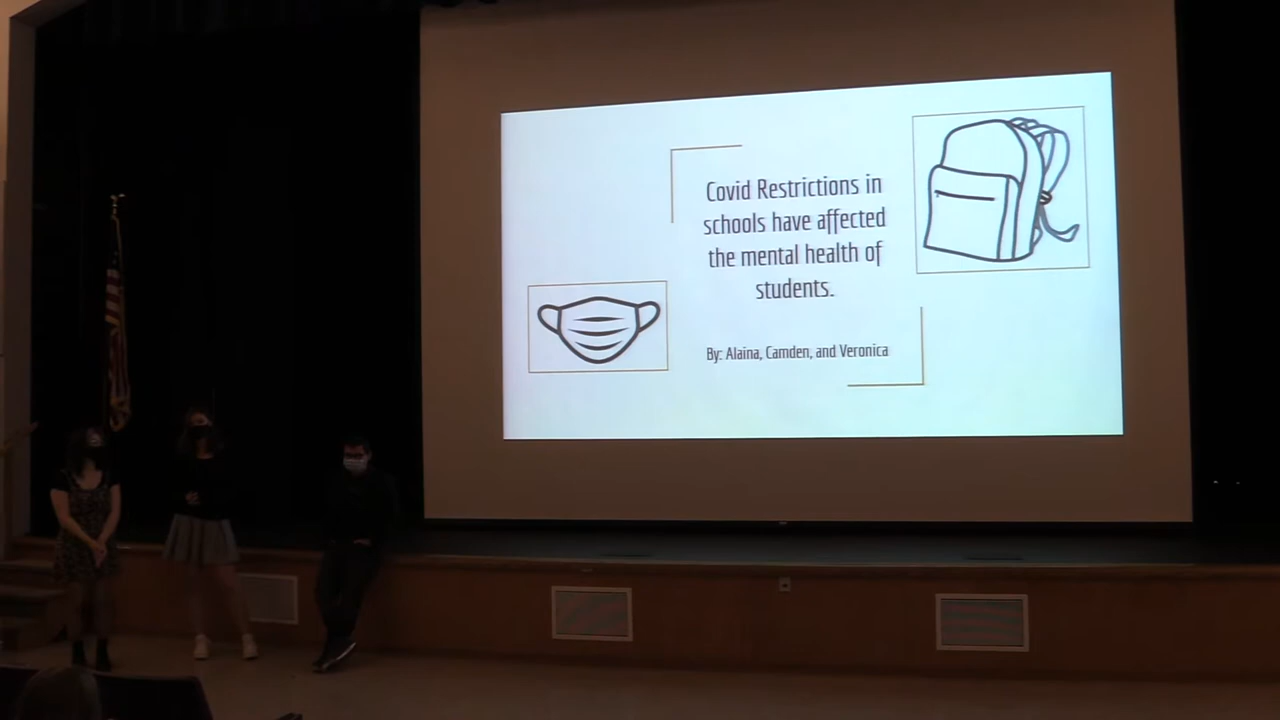 Covid Restrictions in
schools have affected
the mental health of
students.
By: Alaina, Camden, and Veronica